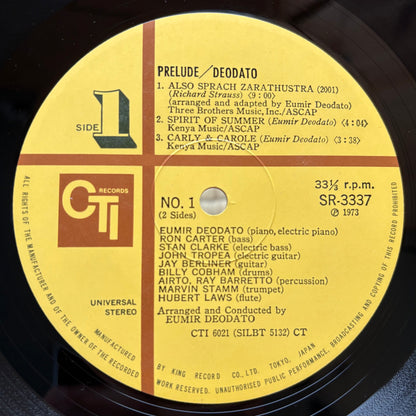 PRELUDE/DEODATO
1. ALSO SPRACH ZARATHUSTRA (2001)
(Richard Strauss) <9:00>
(arranged and adapted by Eumir Deodato)
Three Brothers Music, Inc./ASCAP
2. SPIRIT OF SUMMER (Eumir Deodato) <4:04>
Kenya Music/ASCAP
3. CARLY & CAROLE (Eumir Deodato) <3:38>
Kenya Music/ASCAP
SIDE 1
CTI RECORDS
NO. 1
(2 Sides)
33⅓ r.p.m.
SR-3337
℗ 1973
EUMIR DEODATO (piano, electric piano)
RON CARTER (bass)
STAN CLARKE (electric bass)
JOHN TROPEA (electric guitar)
JAY BERLINER (guitar)
BILLY COBHAM (drums)
AIRTO, RAY BARRETTO (percussion)
MARVIN STAMM (trumpet)
HUBERT LAWS (flute)
Arranged and Conducted by
EUMIR DEODATO
CTI 6021 (SILBT 5132) CT
UNIVERSAL
STEREO
ALL RIGHTS OF THE MANUFACTURER AND OF THE OWNER OF THE RECORDED WORK RESERVED. UNAUTHORISED PUBLIC PERFORMANCE, BROADCASTING AND COPYING OF THIS RECORD PROHIBITED
MANUFACTURED BY KING RECORD CO., LTD. TOKYO, JAPAN